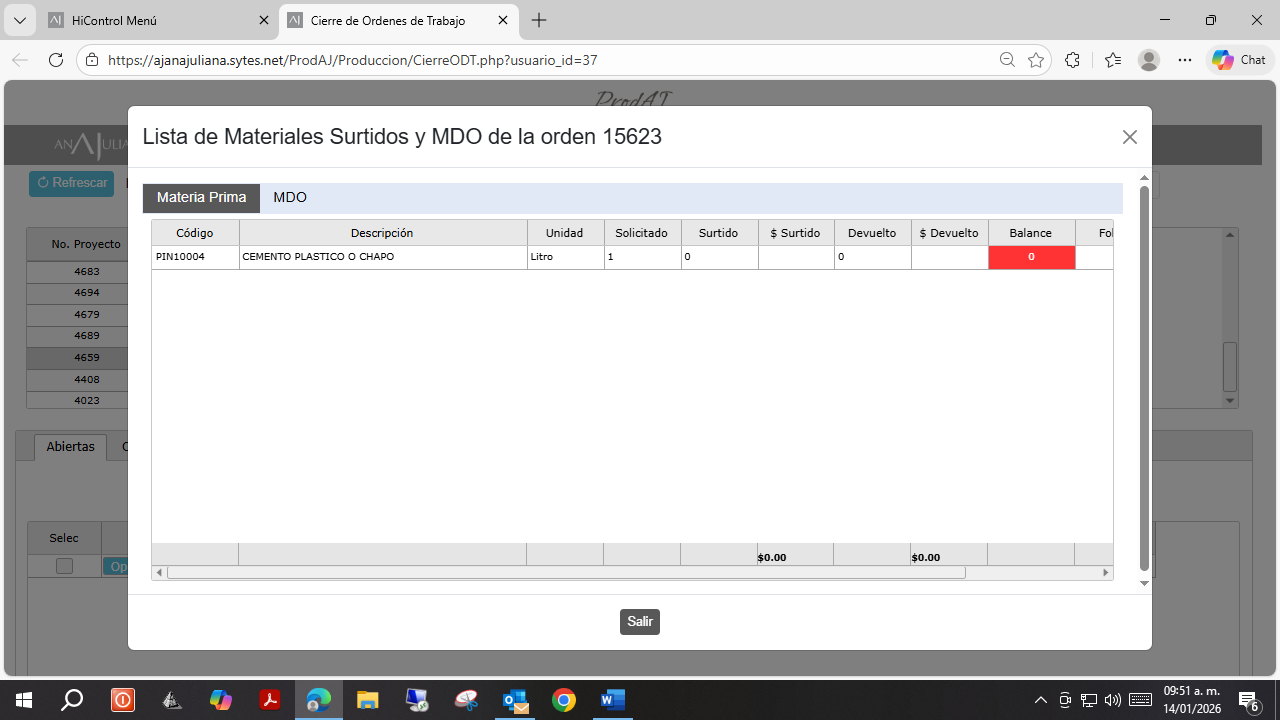 HiControl Menú
Cierre de Ordenes de Trabajo
https://ajanajuliana.sytes.net/ProdAJ/Produccion/CierreODT.php?usuario_id=37
Chat
ProdAJ
Lista de Materiales Surtidos y MDO de la orden 15623
Refrescar
Materia Prima MDO
Código Descripción Unidad Solicitado Surtido $ Surtido Devuelto $ Devuelto Balance Fol
PIN10004 CEMENTO PLASTICO O CHAPO Litro 1 0 0 0
No. Proyecto
4683
4694
4679
4689
4659
4408
4023
Abiertas
Selec
$0.00 $0.00
Salir
09:51 a. m.
14/01/2026
6